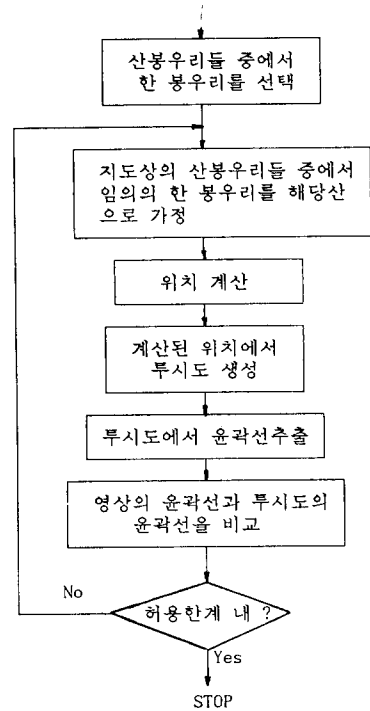 산봉우리들 중에서
한 봉우리를 선택
지도상의 산봉우리들 중에서
임의의 한 봉우리를 해당산
으로 가정
위치 계산
계산된 위치에서
투시도 생성
투시도에서 윤곽선추출
영상의 윤곽선과 투시도의
윤곽선을 비교
No
허용한계 내 ?
Yes
STOP